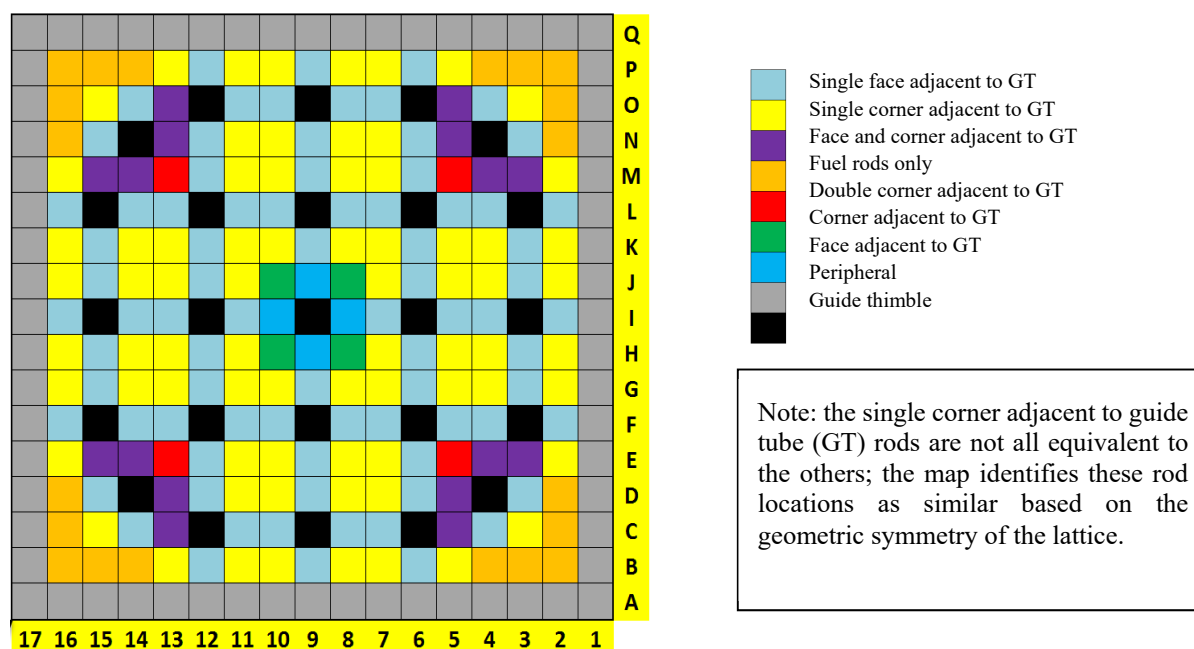 Q
P
O
N
M
L
K
J
I
H
G
F
E
D
C
B
A
17 16 15 14 13 12 11 10 9 8 7 6 5 4 3 2 1
Single face adjacent to GT
Single corner adjacent to GT
Face and corner adjacent to GT
Fuel rods only
Double corner adjacent to GT
Corner adjacent to GT
Face adjacent to GT
Peripheral
Guide thimble
Note: the single corner adjacent to guide
tube (GT) rods are not all equivalent to
the others; the map identifies these rod
locations as similar based on the
geometric symmetry of the lattice.